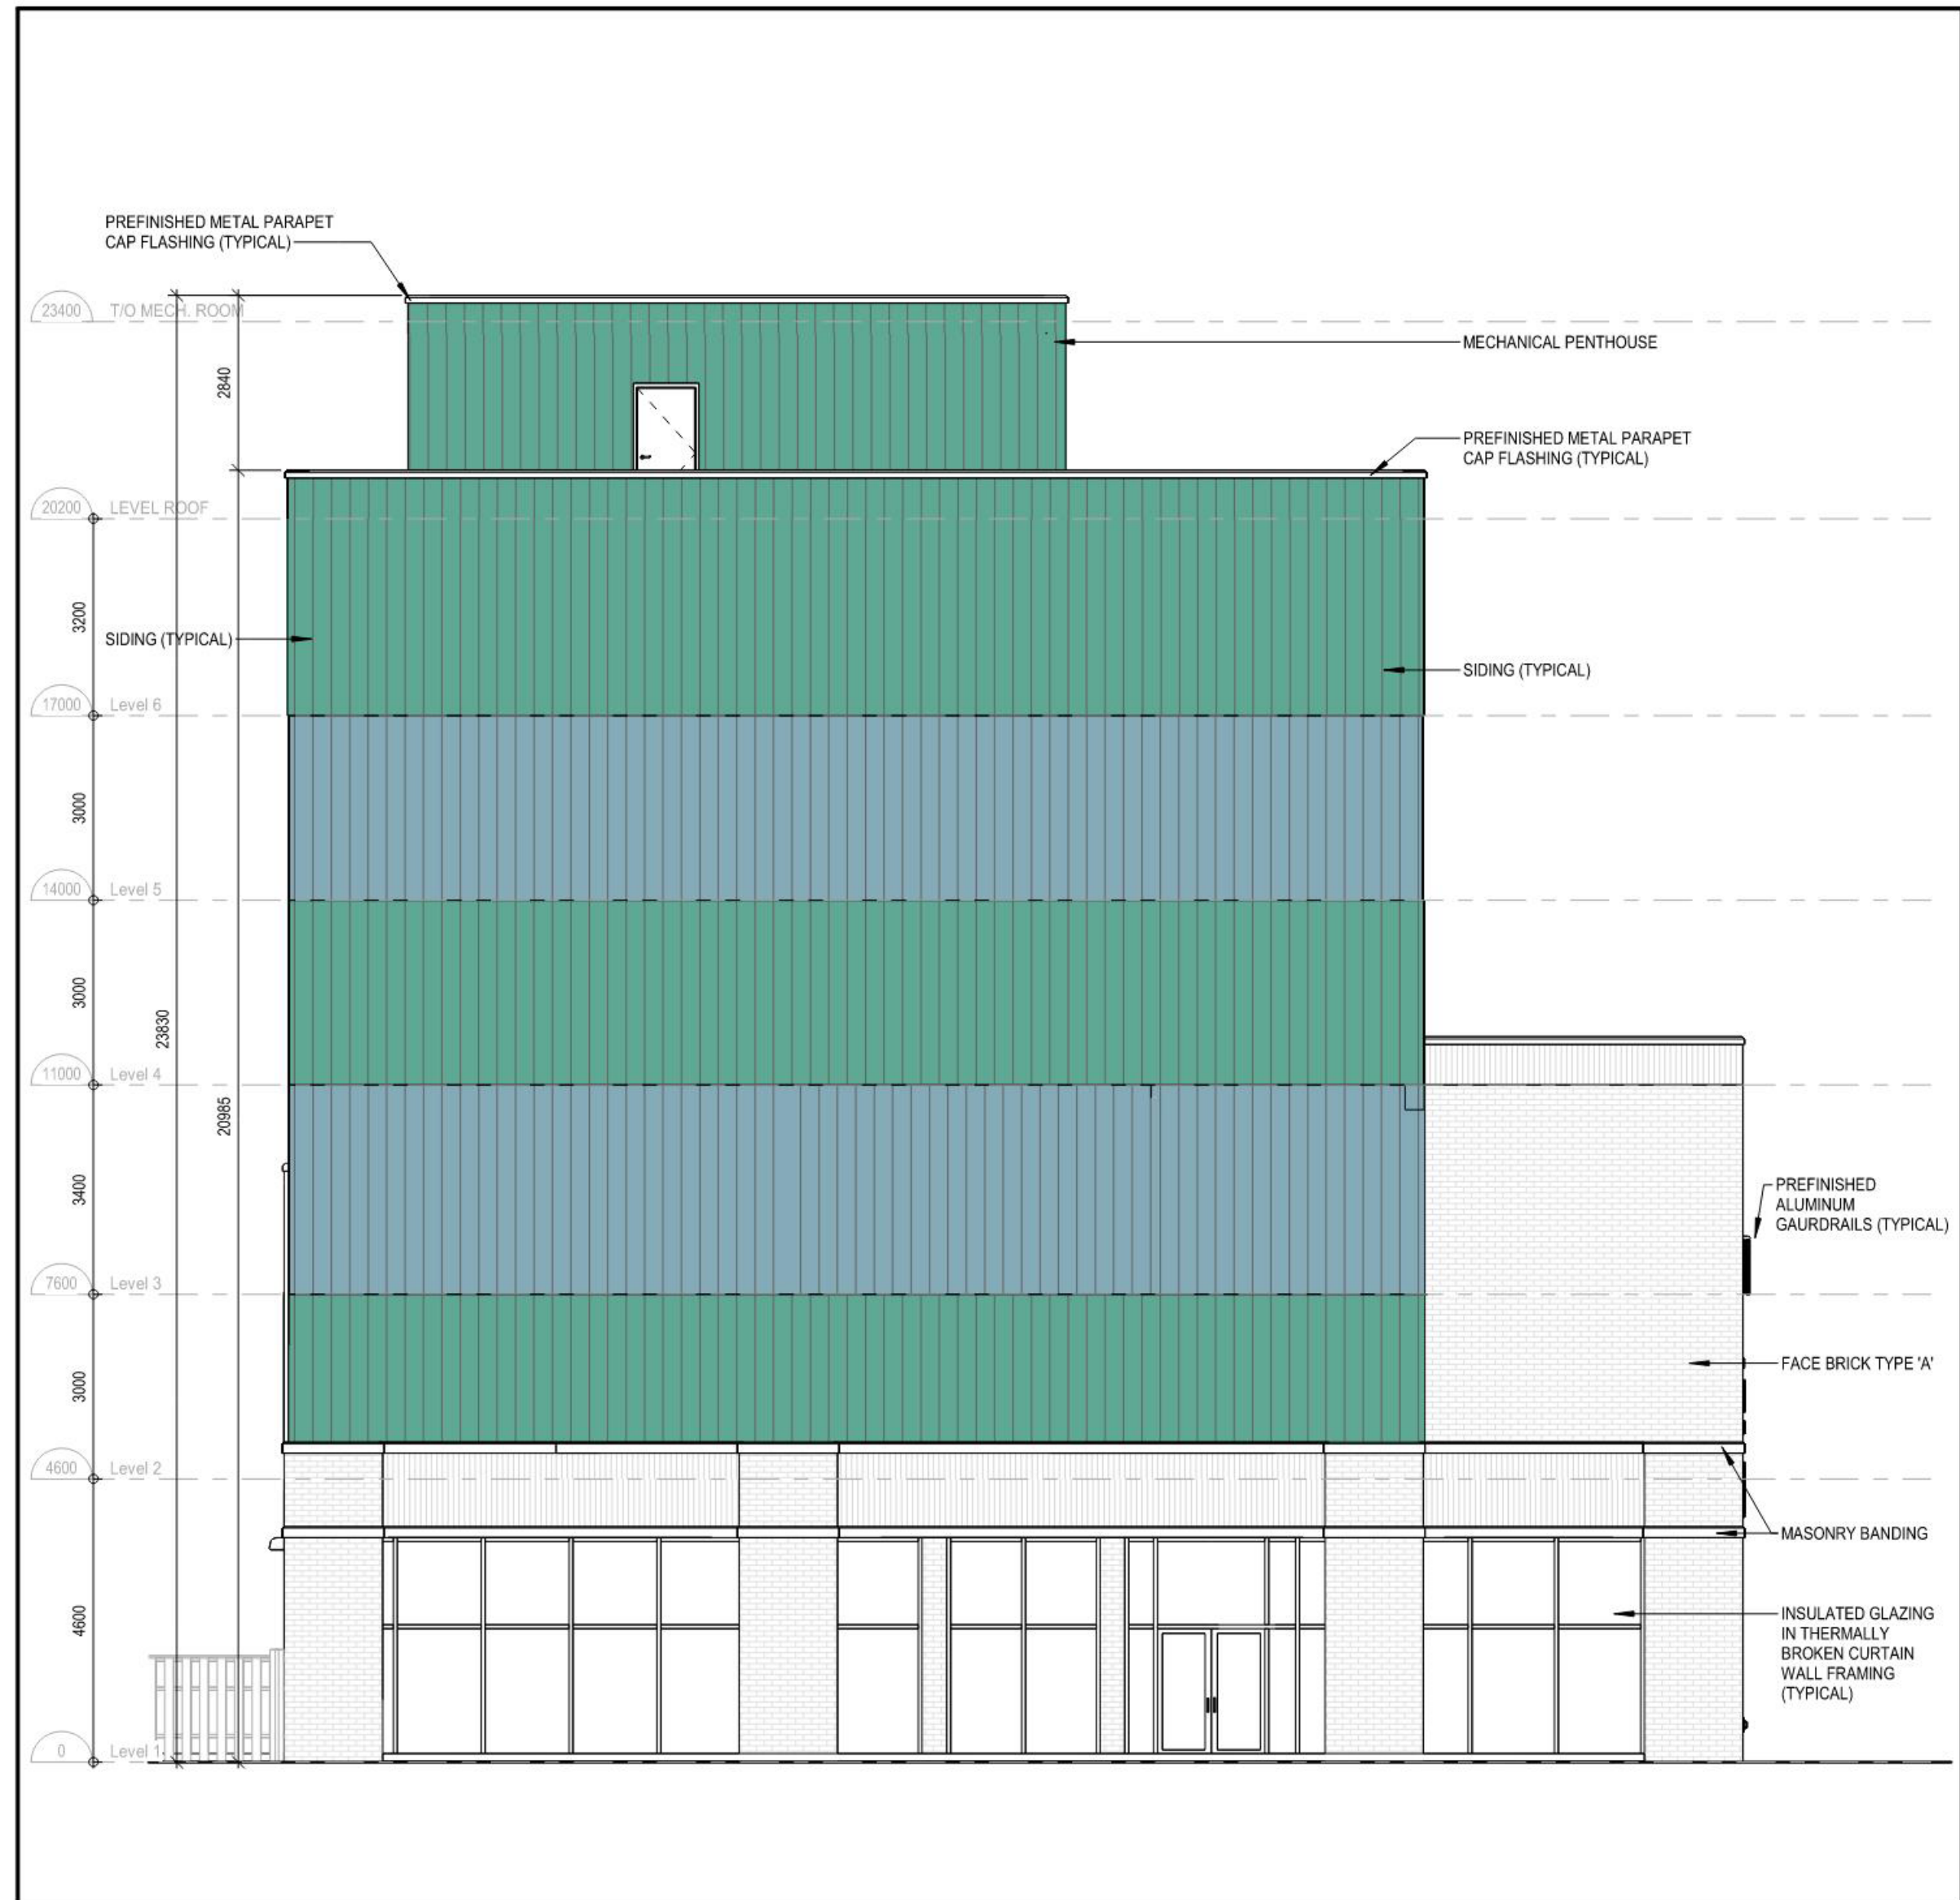 PREFINISHED METAL PARAPET
CAP FLASHING (TYPICAL)
23400 T/O MECH. ROOM
MECHANICAL PENTHOUSE
2840
PREFINISHED METAL PARAPET
CAP FLASHING (TYPICAL)
20200 LEVEL ROOF
3200
SIDING (TYPICAL)
SIDING (TYPICAL)
17000 Level 6
3000
14000 Level 5
3000
23830
11000 Level 4
20985
3400
PREFINISHED
ALUMINUM
GAURDRAILS (TYPICAL)
7600 Level 3
FACE BRICK TYPE 'A'
3000
4600 Level 2
MASONRY BANDING
4600
INSULATED GLAZING
IN THERMALLY
BROKEN CURTAIN
WALL FRAMING
(TYPICAL)
0 Level 1